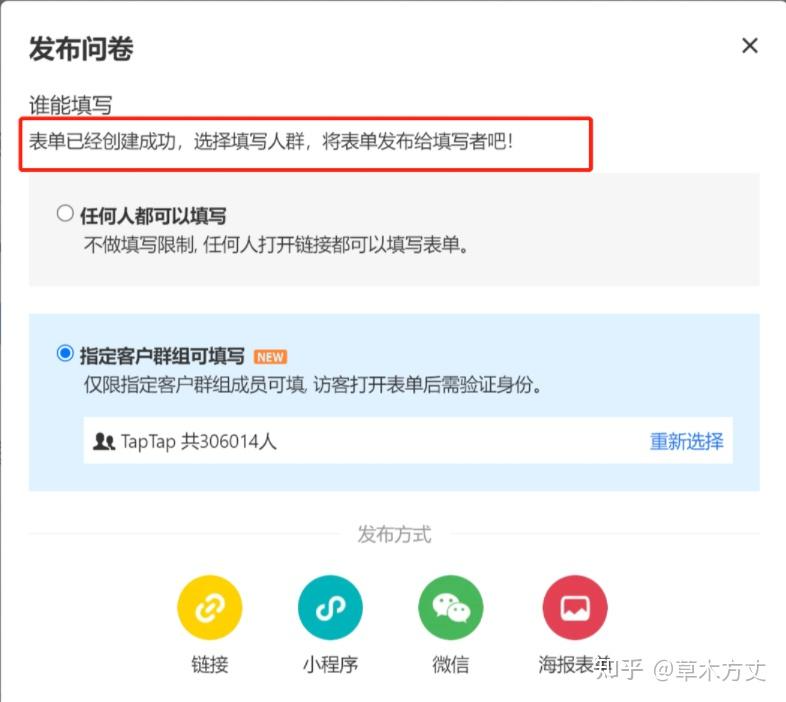 发布问卷
谁能填写
表单已经创建成功，选择填写人群，将表单发布给填写者吧！
任何人都可以填写
不做填写限制, 任何人打开链接都可以填写表单。
指定客户群组可填写 NEW
仅限指定客户群组成员可填, 访客打开表单后需验证身份。
TapTap 共306014人 重新选择
发布方式
链接 小程序 微信 海报表单
知乎 @草木方丈